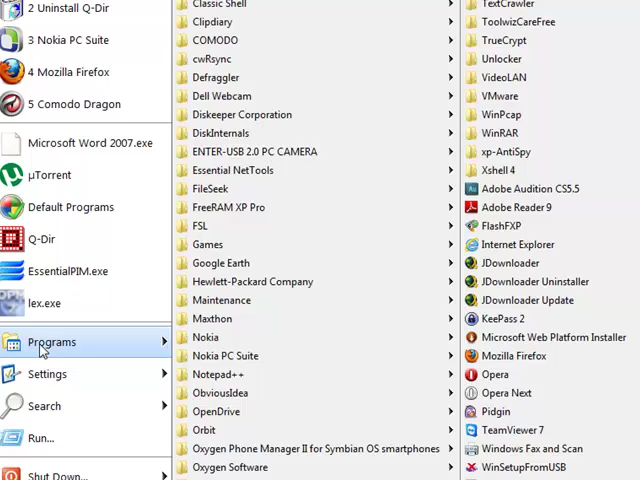 2 Uninstall Q-Dir
3 Nokia PC Suite
4 Mozilla Firefox
5 Comodo Dragon
Microsoft Word 2007.exe
µTorrent
Default Programs
Q-Dir
EssentialPIM.exe
lex.exe
Programs
Settings
Search
Run...
Shut Down...
Classic Shell
Clipdiary
COMODO
cwRsync
Defraggler
Dell Webcam
Diskeeper Corporation
DiskInternals
ENTER-USB 2.0 PC CAMERA
Essential NetTools
FileSeek
FreeRAM XP Pro
FSL
Games
Google Earth
Hewlett-Packard Company
Maintenance
Maxthon
Nokia
Nokia PC Suite
Notepad++
ObviousIdea
OpenDrive
Orbit
Oxygen Phone Manager II for Symbian OS smartphones
Oxygen Software
TextCrawler
ToolwizCareFree
TrueCrypt
Unlocker
VideoLAN
VMware
WinPcap
WinRAR
xp-AntiSpy
Xshell 4
Adobe Audition CS5.5
Adobe Reader 9
FlashFXP
Internet Explorer
JDownloader
JDownloader Uninstaller
JDownloader Update
KeePass 2
Microsoft Web Platform Installer
Mozilla Firefox
Opera
Opera Next
Pidgin
TeamViewer 7
Windows Fax and Scan
WinSetupFromUSB